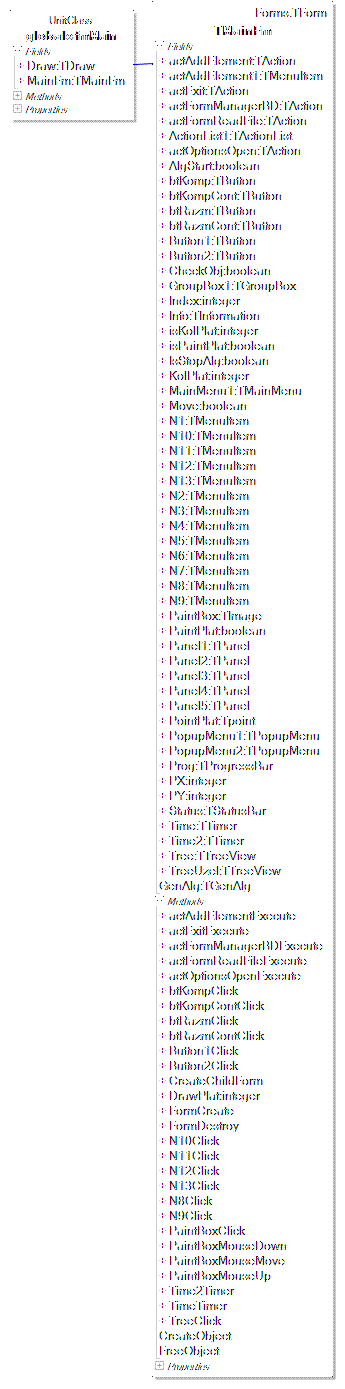 UnitClass
Fields
Draw:TDraw
MainFm:TMainFm
Methods
Properties
Forms.TForm
TMainFm
Fields
actAddElement:TAction
actAddElement1:TMenuItem
actExit:TAction
actFormManagerBD:TAction
actFormReadFile:TAction
ActionList1:TActionList
actOptionsOpen:TAction
AlgStart:boolean
btKomp:TButton
btKompCont:TButton
btRazm:TButton
btRazmCont:TButton
Button1:TButton
Button2:TButton
CheckObj:boolean
GroupBox1:TGroupBox
Index:integer
Info:TInformation
isKollPlat:integer
isPaintPlat:boolean
IsStopAlg:boolean
KollPlat:integer
MainMenu1:TMainMenu
Move:boolean
N1:TMenuItem
N10:TMenuItem
N11:TMenuItem
N12:TMenuItem
N13:TMenuItem
N2:TMenuItem
N3:TMenuItem
N4:TMenuItem
N5:TMenuItem
N6:TMenuItem
N7:TMenuItem
N8:TMenuItem
N9:TMenuItem
PaintBox:TImage
PaintPlat:boolean
Panel1:TPanel
Panel2:TPanel
Panel3:TPanel
Panel4:TPanel
Panel5:TPanel
PointPlat:Tpoint
PopupMenu1:TPopupMenu
PopupMenu2:TPopupMenu
Prog:TProgressBar
PX:integer
PY:integer
Status:TStatusBar
Time:TTimer
Time2:TTimer
Tree:TTreeView
TreeUzel:TTreeView
GenAlg:TGenAlg
Methods
actAddElementExecute
actExitExecute
actFormManagerBDExecute
actFormReadFileExecute
actOptionsOpenExecute
btKompClick
btKompContClick
btRazmClick
btRazmContClick
Button1Click
Button2Click
CreateChildForm
DrawPlat:integer
FormCreate
FormDestroy
N10Click
N11Click
N12Click
N13Click
N8Click
N9Click
PaintBoxClick
PaintBoxMouseDown
PaintBoxMouseMove
PaintBoxMouseUp
Time2Timer
TimeTimer
TreeClick
CreateObject
FreeObject
Properties